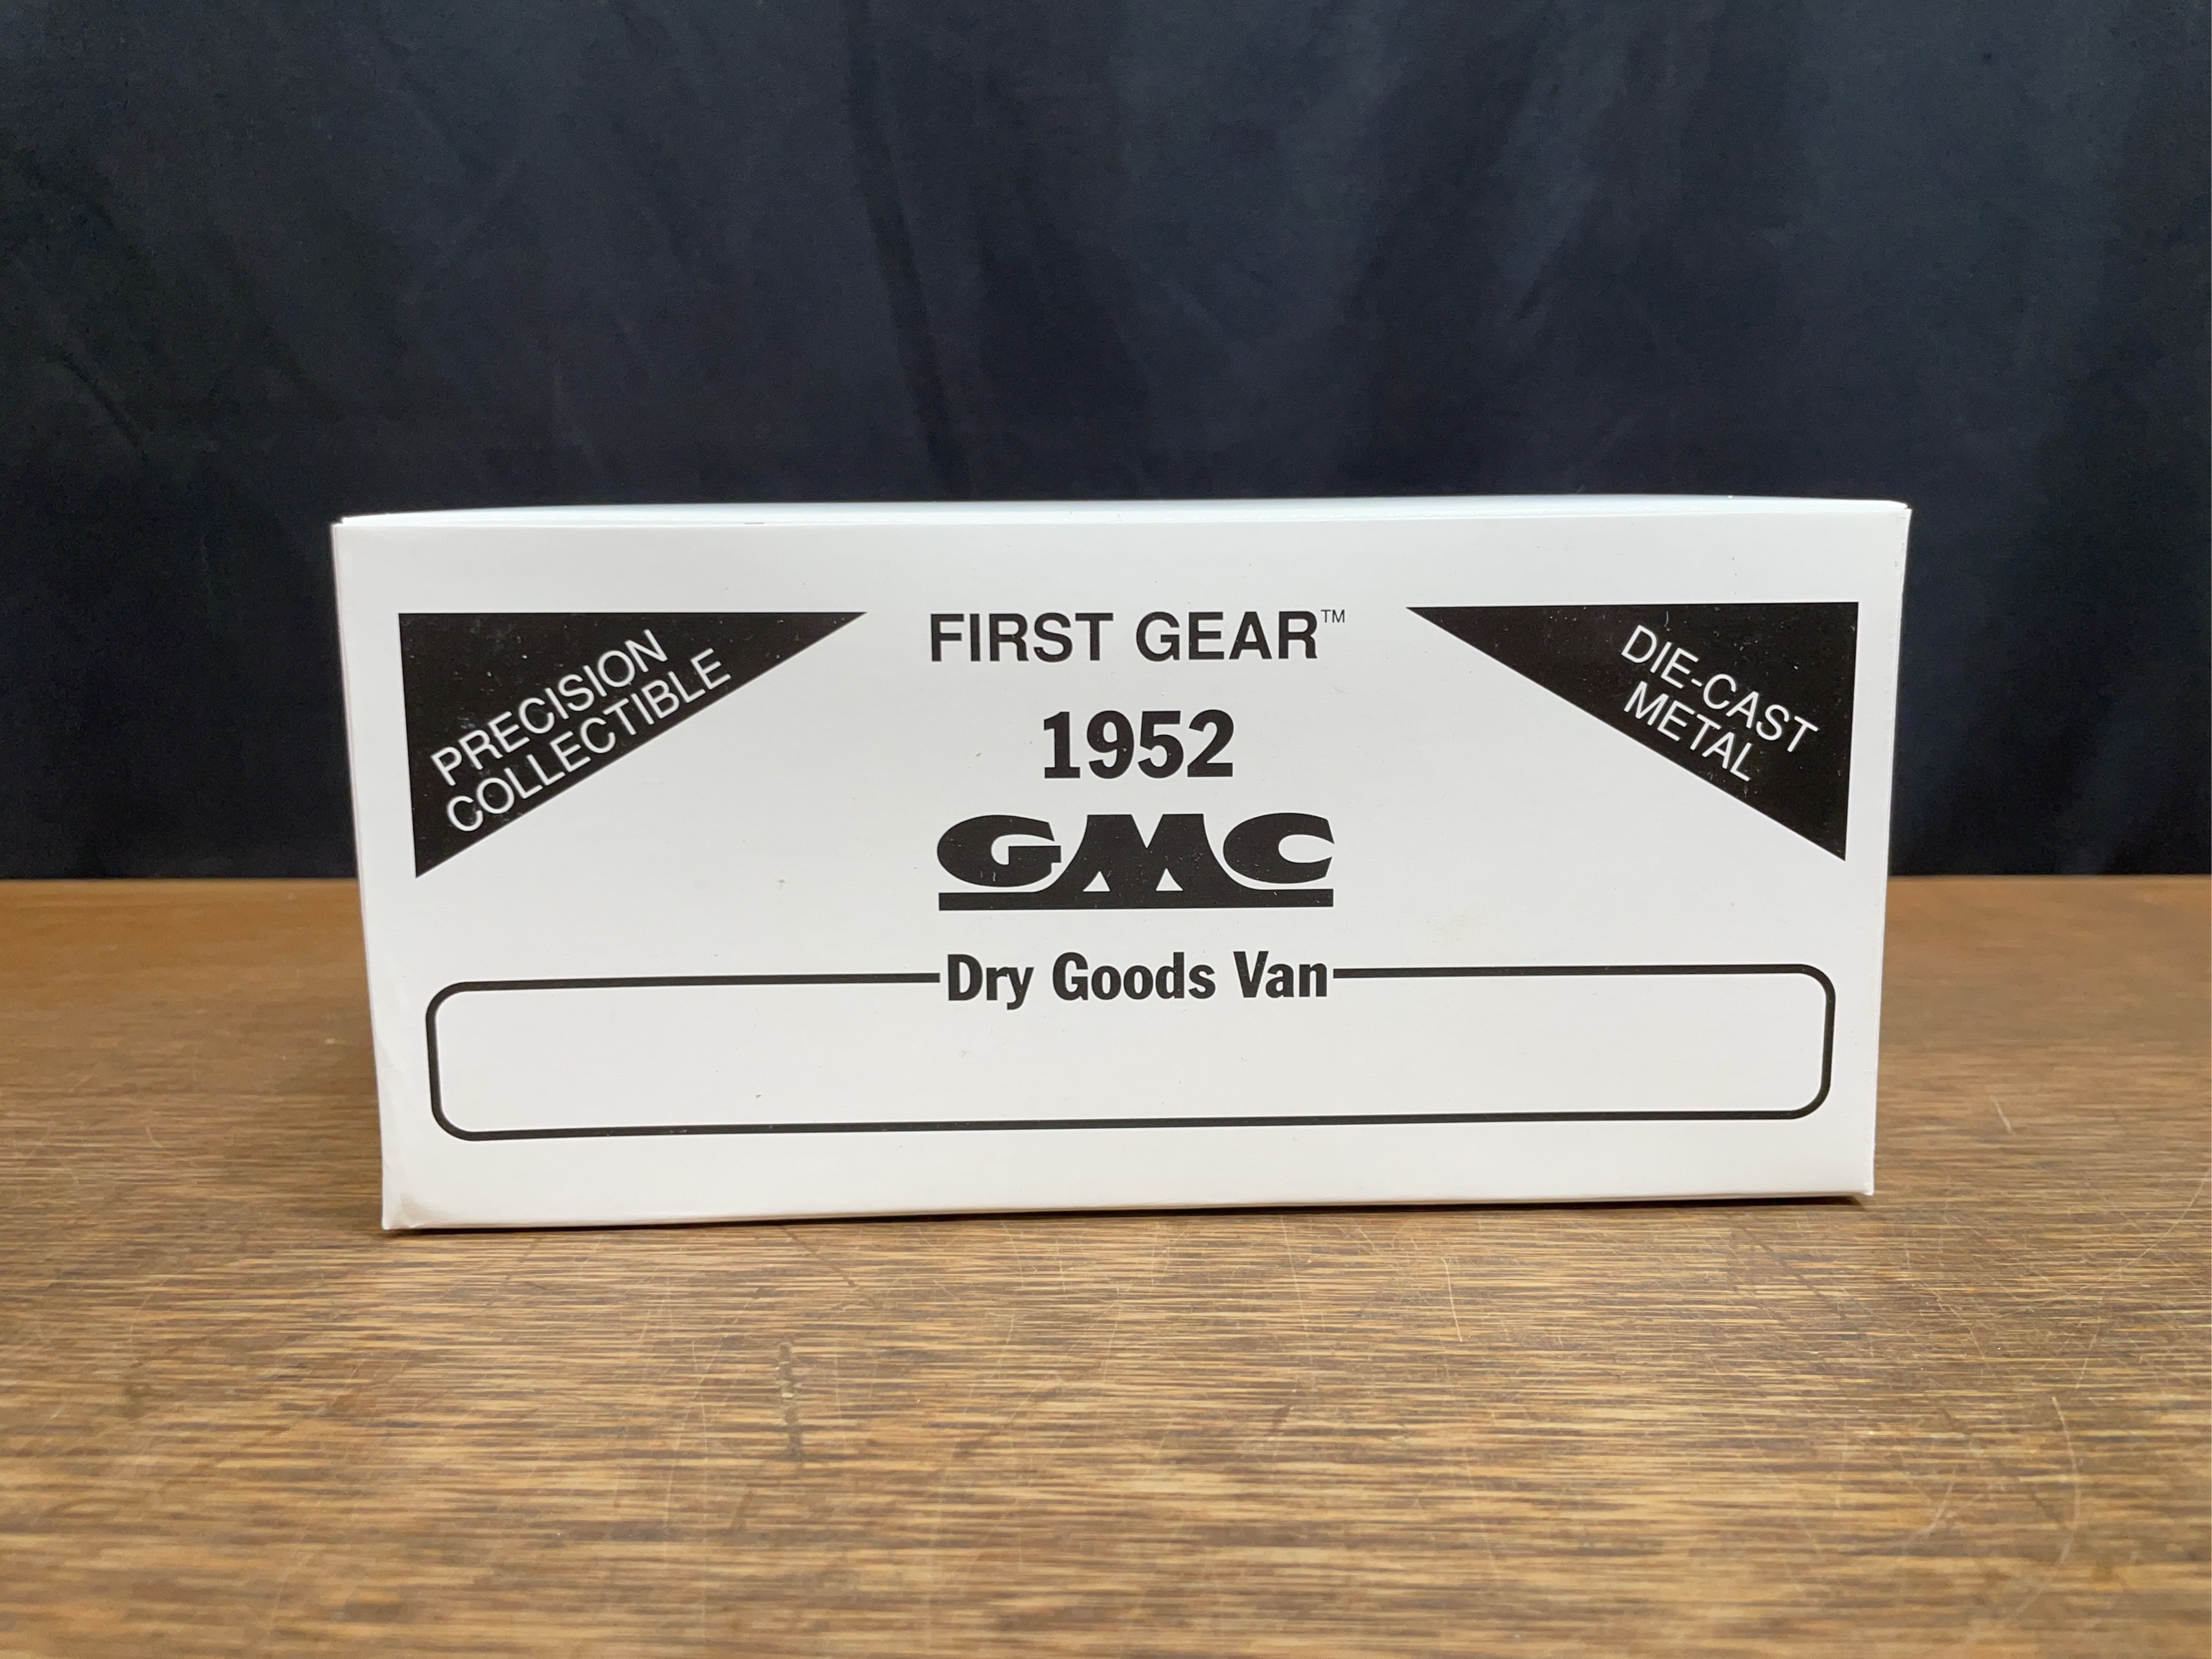 PRECISION
COLLECTIBLE
FIRST GEAR™
1952
GMC
Dry Goods Van
DIE-CAST
METAL